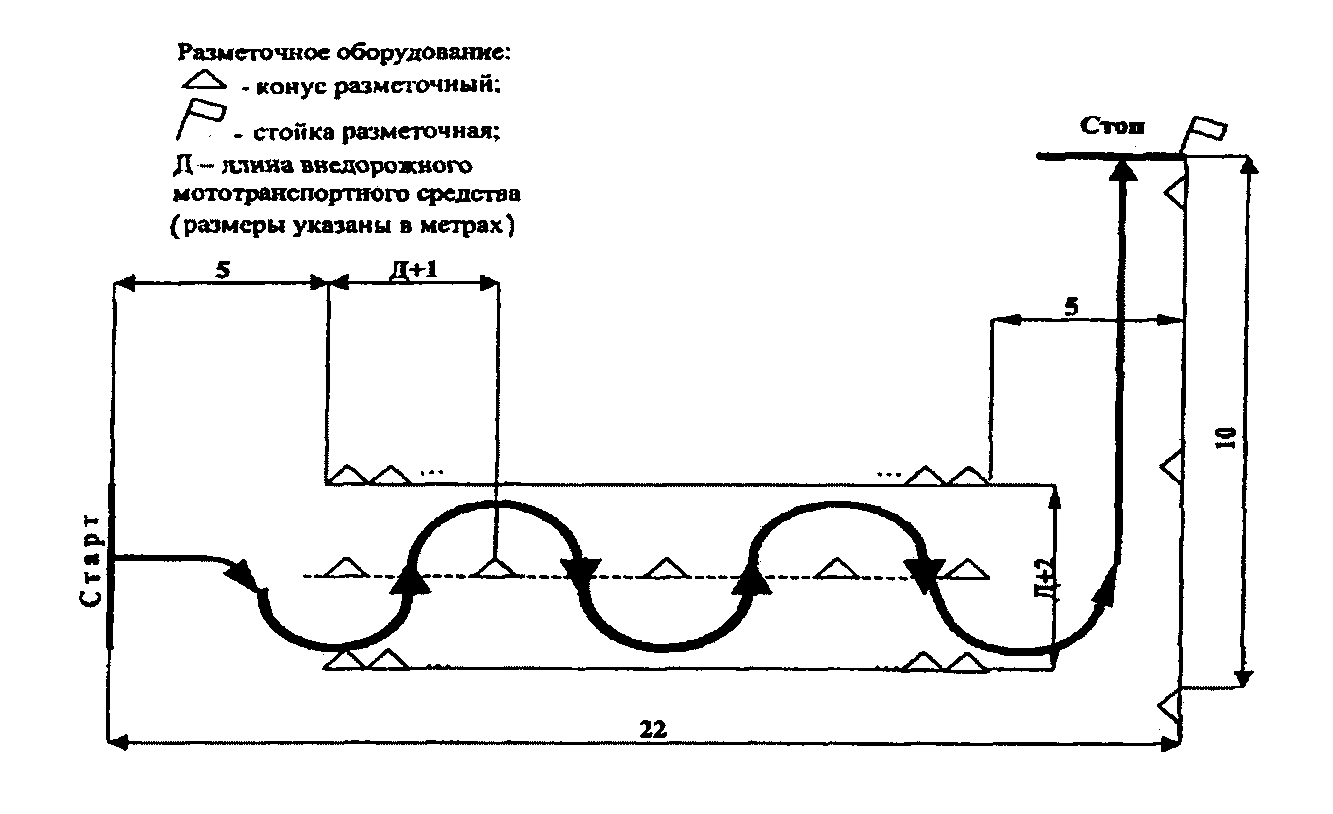 Разметочное оборудование:
- конус разметочный;
- стойка разметочная;
Д – длина внедорожного
мототранспортного средства
(размеры указаны в метрах)
Стоп
5
Д+1
5
10
Старт
Д+2
22